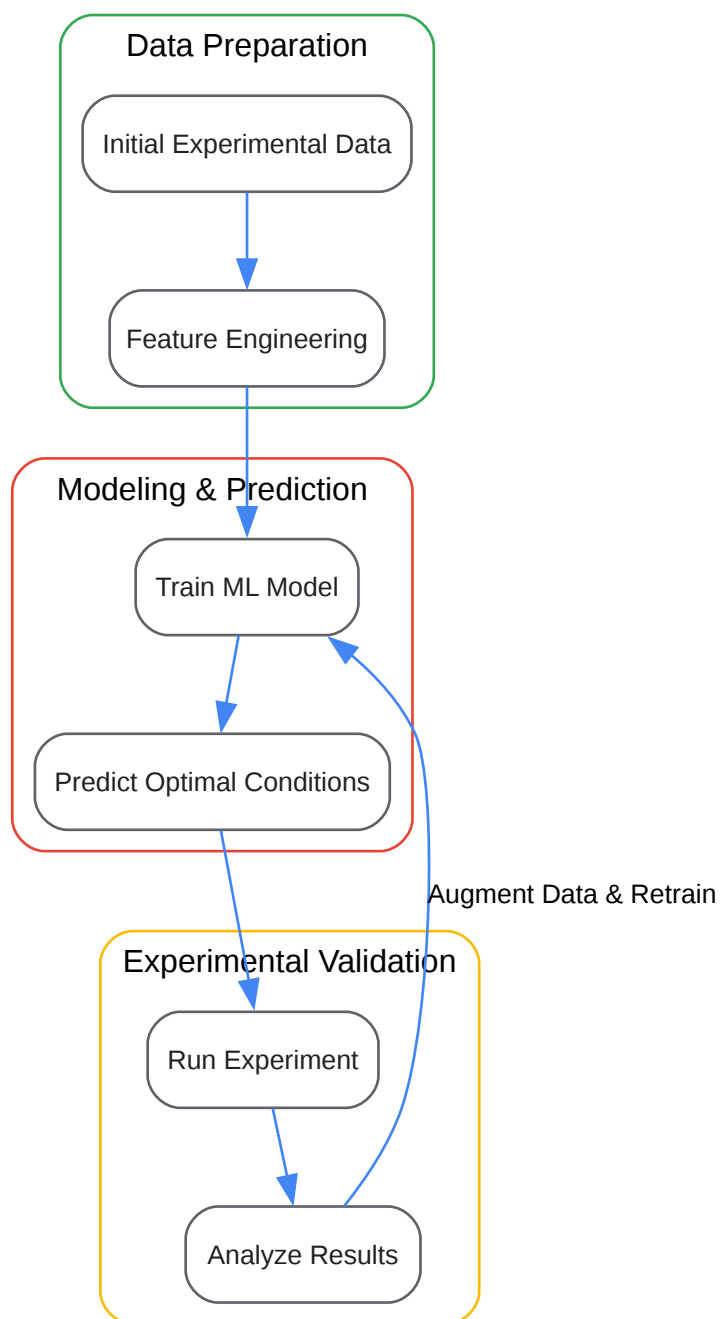 Data Preparation
Initial Experimental Data
Feature Engineering
Modeling & Prediction
Train ML Model
Predict Optimal Conditions
Augment Data & Retrain
Experimental Validation
Run Experiment
Analyze Results